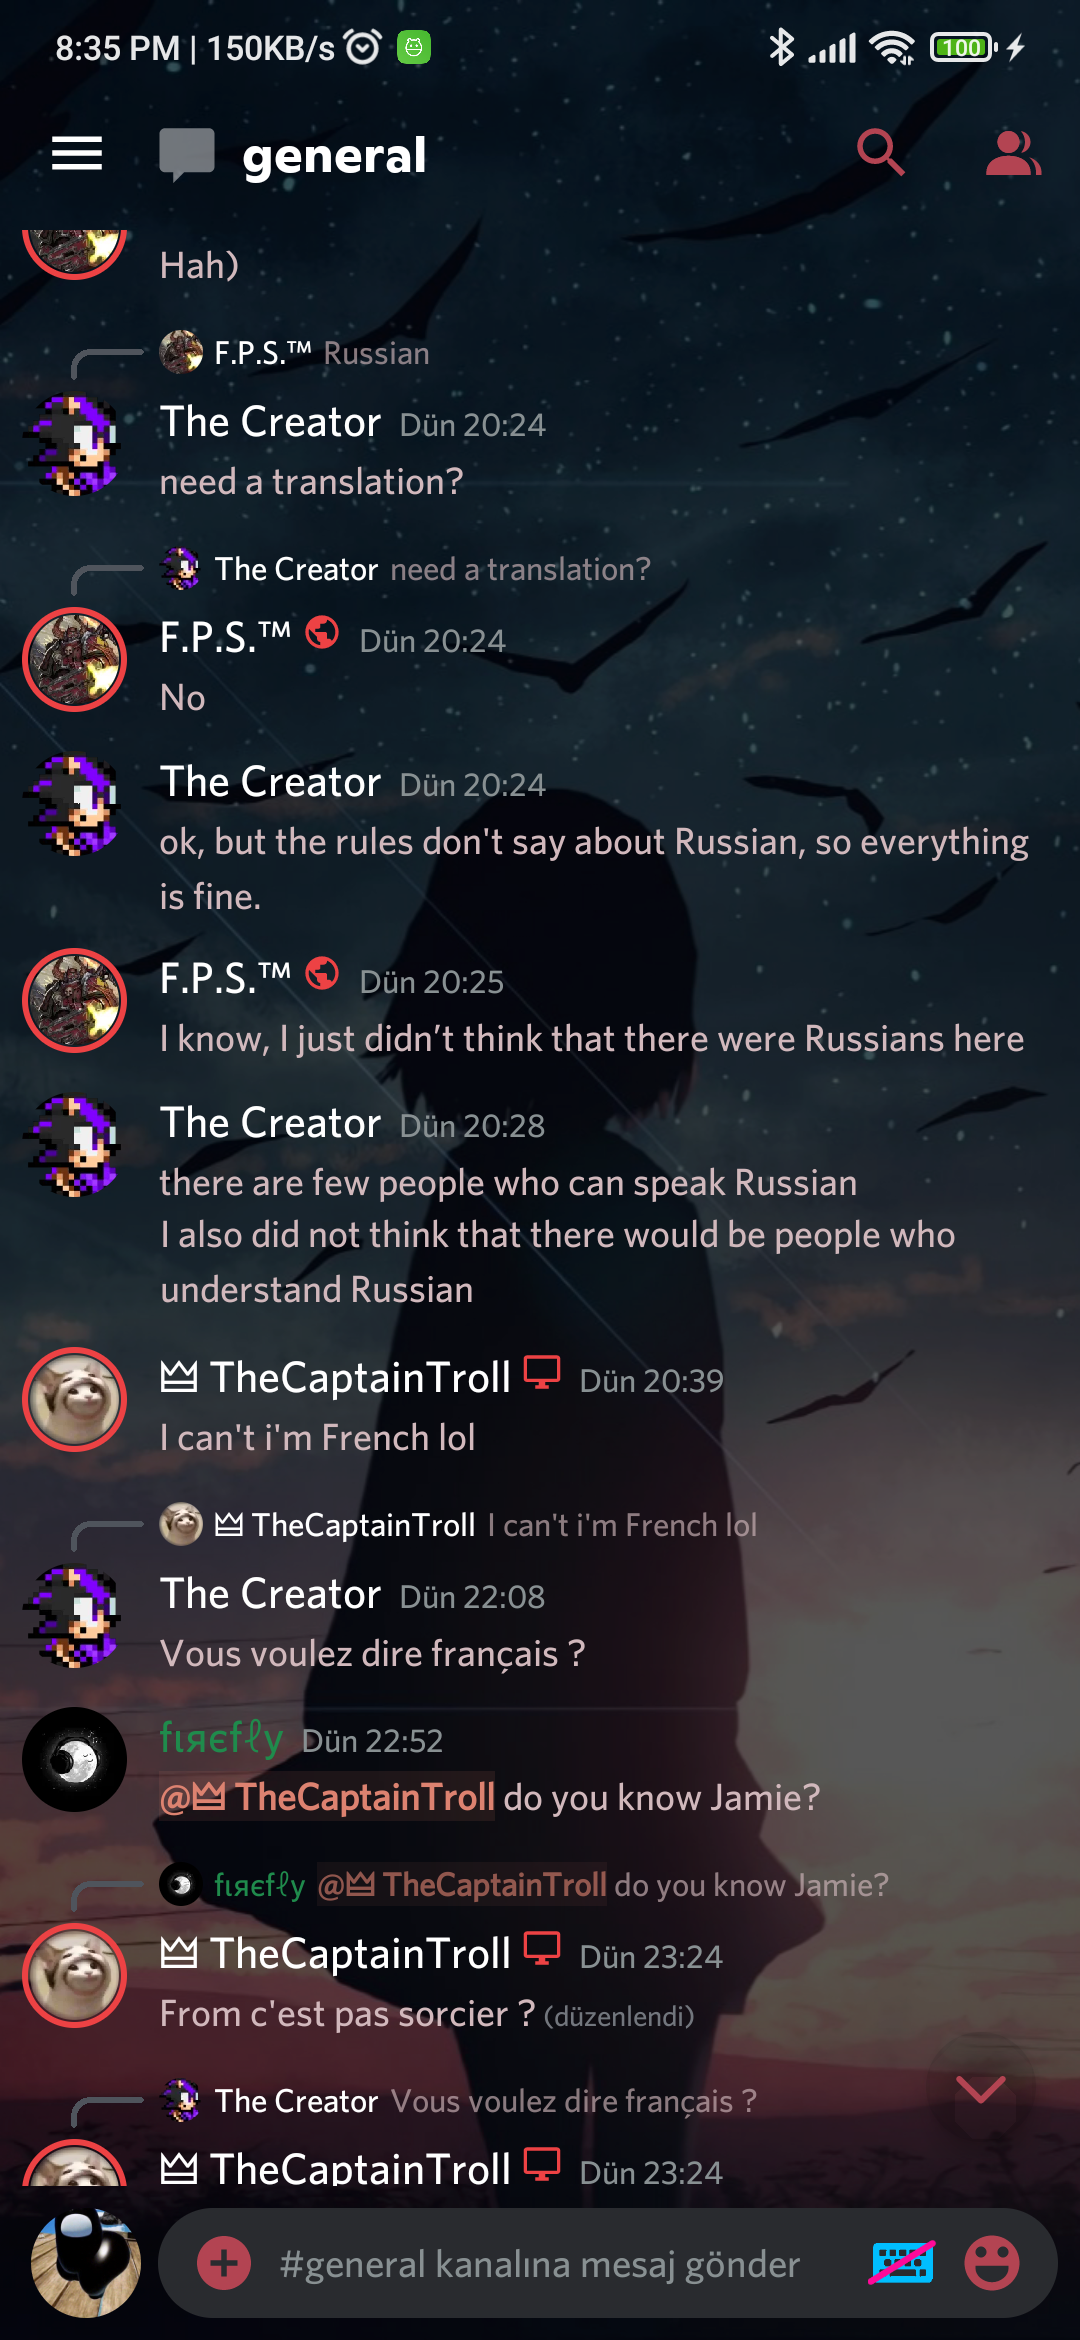 8:35 PM | 150KB/s
100
general
Hah)
F.P.S.™ Russian
The Creator Dün 20:24
need a translation?
The Creator need a translation?
F.P.S.™ Dün 20:24
No
The Creator Dün 20:24
ok, but the rules don't say about Russian, so everything
is fine.
F.P.S.™ Dün 20:25
I know, I just didn’t think that there were Russians here
The Creator Dün 20:28
there are few people who can speak Russian
I also did not think that there would be people who
understand Russian
TheCaptainTroll Dün 20:39
I can't i'm French lol
TheCaptainTroll I can't i'm French lol
The Creator Dün 22:08
Vous voulez dire français ?
fιяєfℓy Dün 22:52
@TheCaptainTroll do you know Jamie?
fιяєfℓy @TheCaptainTroll do you know Jamie?
TheCaptainTroll Dün 23:24
From c'est pas sorcier ? (düzenlendi)
The Creator Vous voulez dire français ?
TheCaptainTroll Dün 23:24
#general kanalına mesaj gönder